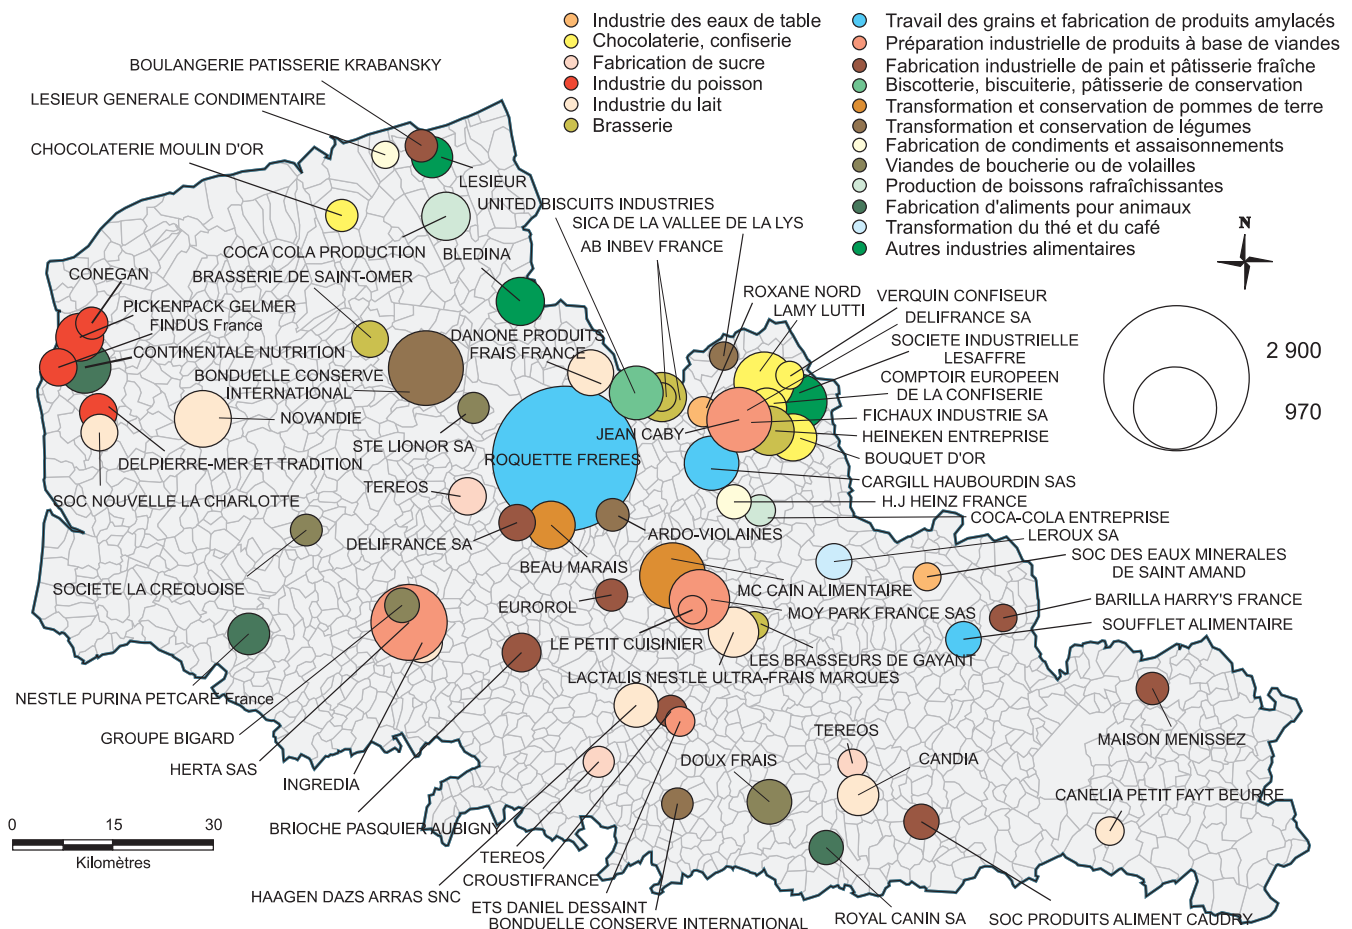 Industrie des eaux de table
Chocolaterie, confiserie
Fabrication de sucre
Industrie du poisson
Industrie du lait
Brasserie
Travail des grains et fabrication de produits amylacés
Préparation industrielle de produits à base de viandes
Fabrication industrielle de pain et pâtisserie fraîche
Biscotterie, biscuiterie, pâtisserie de conservation
Transformation et conservation de pommes de terre
Transformation et conservation de légumes
Fabrication de condiments et assaisonnements
Viandes de boucherie ou de volailles
Production de boissons rafraîchissantes
Fabrication d'aliments pour animaux
Transformation du thé et du café
Autres industries alimentaires
N
2 900
970
BOULANGERIE PATISSERIE KRABANSKY
LESIEUR GENERALE CONDIMENTAIRE
CHOCOLATERIE MOULIN D'OR
LESIEUR
UNITED BISCUITS INDUSTRIES
SICA DE LA VALLEE DE LA LYS
AB INBEV FRANCE
COCA COLA PRODUCTION
BLEDINA
CONEGAN
BRASSERIE DE SAINT-OMER
PICKENPACK GELMER
FINDUS France
CONTINENTALE NUTRITION
DANONE PRODUITS
FRAIS FRANCE
BONDUELLE CONSERVE
INTERNATIONAL
NOVANDIE
ROXANE NORD
LAMY LUTTI
VERQUIN CONFISEUR
DELIFRANCE SA
SOCIETE INDUSTRIELLE
LESAFFRE
COMPTOIR EUROPEEN
DE LA CONFISERIE
FICHAUX INDUSTRIE SA
JEAN CABY
HEINEKEN ENTREPRISE
BOUQUET D'OR
STE LIONOR SA
ROQUETTE FRERES
DELPIERRE-MER ET TRADITION
CARGILL HAUBOURDIN SAS
SOC NOUVELLE LA CHARLOTTE
TEREOS
H.J HEINZ FRANCE
COCA-COLA ENTREPRISE
DELIFRANCE SA
ARDO-VIOLAINES
LEROUX SA
BEAU MARAIS
SOC DES EAUX MINERALES
DE SAINT AMAND
SOCIETE LA CREQUOISE
MC CAIN ALIMENTAIRE
EUROROL
MOY PARK FRANCE SAS
BARILLA HARRY'S FRANCE
SOUFFLET ALIMENTAIRE
LE PETIT CUISINIER
LES BRASSEURS DE GAYANT
LACTALIS NESTLE ULTRA-FRAIS MARQUES
NESTLE PURINA PETCARE France
GROUPE BIGARD
HERTA SAS
INGREDIA
TEREOS
MAISON MENISSEZ
DOUX FRAIS
CANDIA
CANELIA PETIT FAYT BEURRE
BRIOCHE PASQUIER AUBIGNY
TEREOS
CROUSTIFRANCE
HAAGEN DAZS ARRAS SNC
ETS DANIEL DESSAINT
BONDUELLE CONSERVE INTERNATIONAL
ROYAL CANIN SA
SOC PRODUITS ALIMENT CAUDRY
0 15 30
Kilomètres